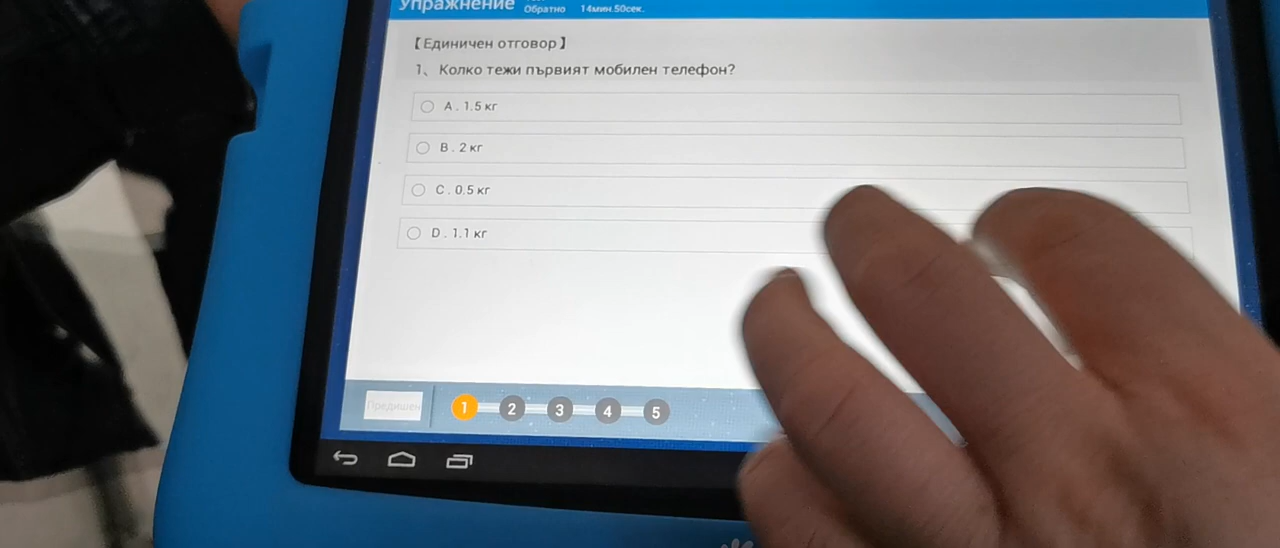 Упражнение
Обратно 14мин.50сек.
【Единичен отговор】
1、 Колко тежи първият мобилен телефон?
A . 1.5 кг
B . 2 кг
C . 0.5 кг
D . 1.1 кг
Предишен
1 2 3 4 5